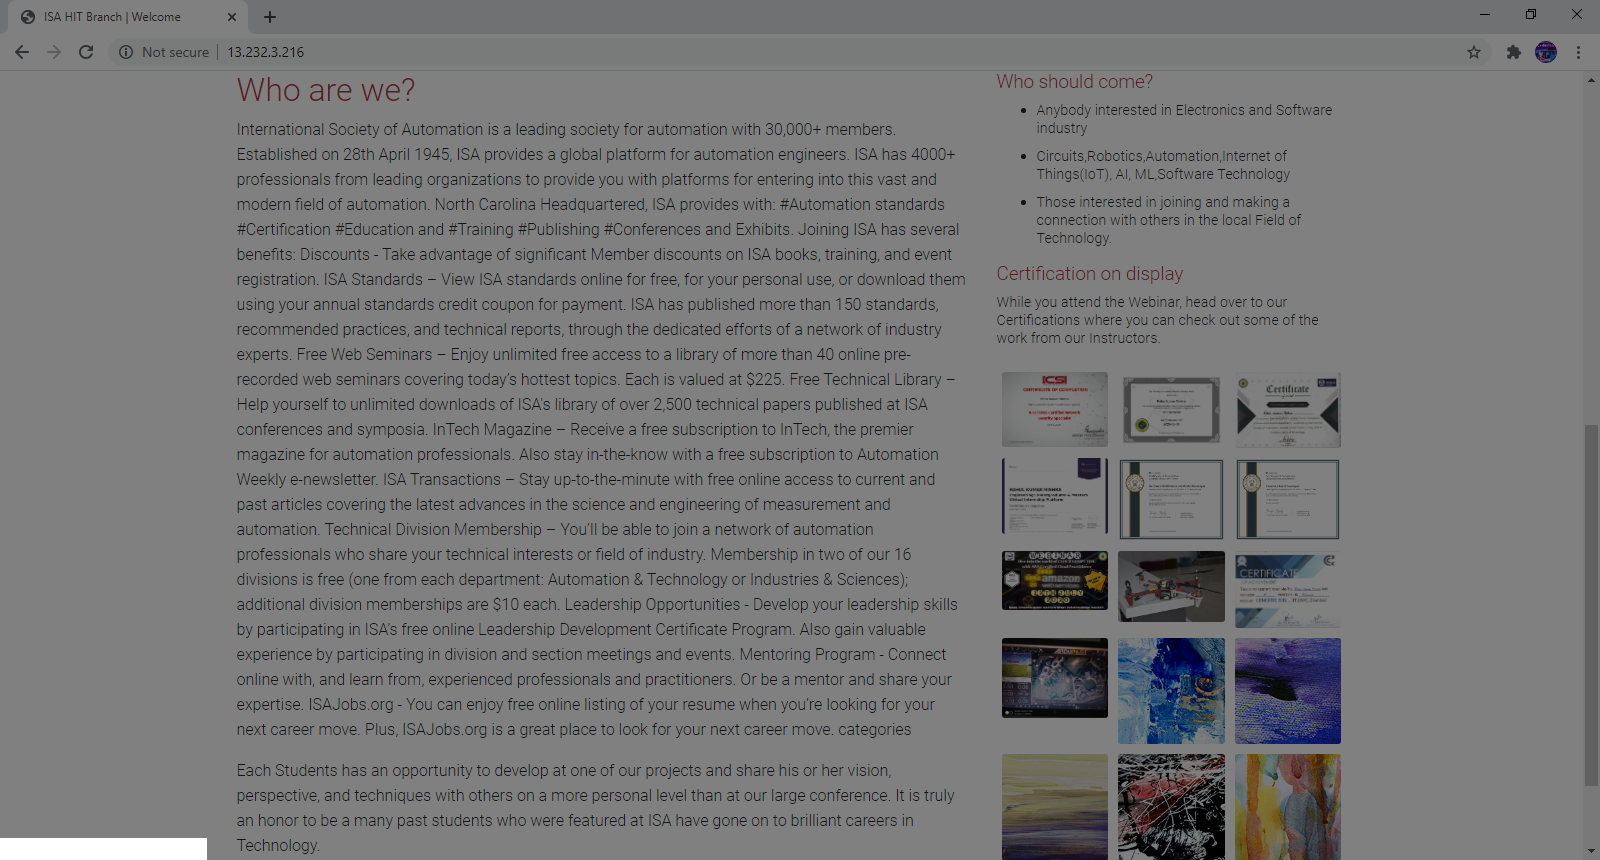 ISA HIT Branch | Welcome
Not secure
13.232.3.216
Who are we?
International Society of Automation is a leading society for automation with 30,000+ members.
Established on 28th April 1945, ISA provides a global platform for automation engineers. ISA has 4000+
professionals from leading organizations to provide you with platforms for entering into this vast and
modern field of automation. North Carolina Headquartered, ISA provides with: #Automation standards
#Certification #Education and #Training #Publishing #Conferences and Exhibits. Joining ISA has several
benefits: Discounts - Take advantage of significant Member discounts on ISA books, training, and event
registration. ISA Standards – View ISA standards online for free, for your personal use, or download them
using your annual standards credit coupon for payment. ISA has published more than 150 standards,
recommended practices, and technical reports, through the dedicated efforts of a network of industry
experts. Free Web Seminars – Enjoy unlimited free access to a library of more than 40 online pre-
recorded web seminars covering today's hottest topics. Each is valued at $225. Free Technical Library –
Help yourself to unlimited downloads of ISA's library of over 2,500 technical papers published at ISA
conferences and symposia. InTech Magazine – Receive a free subscription to InTech, the premier
magazine for automation professionals. Also stay in-the-know with a free subscription to Automation
Weekly e-newsletter. ISA Transactions – Stay up-to-the-minute with free online access to current and
past articles covering the latest advances in the science and engineering of measurement and
automation. Technical Division Membership – You'll be able to join a network of automation
professionals who share your technical interests or field of industry. Membership in two of our 16
divisions is free (one from each department: Automation & Technology or Industries & Sciences);
additional division memberships are $10 each. Leadership Opportunities - Develop your leadership skills
by participating in ISA's free online Leadership Development Certificate Program. Also gain valuable
experience by participating in division and section meetings and events. Mentoring Program - Connect
online with, and learn from, experienced professionals and practitioners. Or be a mentor and share your
expertise. ISAJobs.org - You can enjoy free online listing of your resume when you're looking for your
next career move. Plus, ISAJobs.org is a great place to look for your next career move. categories
Each Students has an opportunity to develop at one of our projects and share his or her vision,
perspective, and techniques with others on a more personal level than at our large conference. It is truly
an honor to be a many past students who were featured at ISA have gone on to brilliant careers in
Technology.
Who should come?
Anybody interested in Electronics and Software
industry
Circuits,Robotics,Automation,Internet of
Things(IoT), AI, ML,Software Technology
Those interested in joining and making a
connection with others in the local Field of
Technology.
Certification on display
While you attend the Webinar, head over to our
Certifications where you can check out some of the
work from our Instructors.
Certificate
WEBINAR
amazon
CERTIFICATE